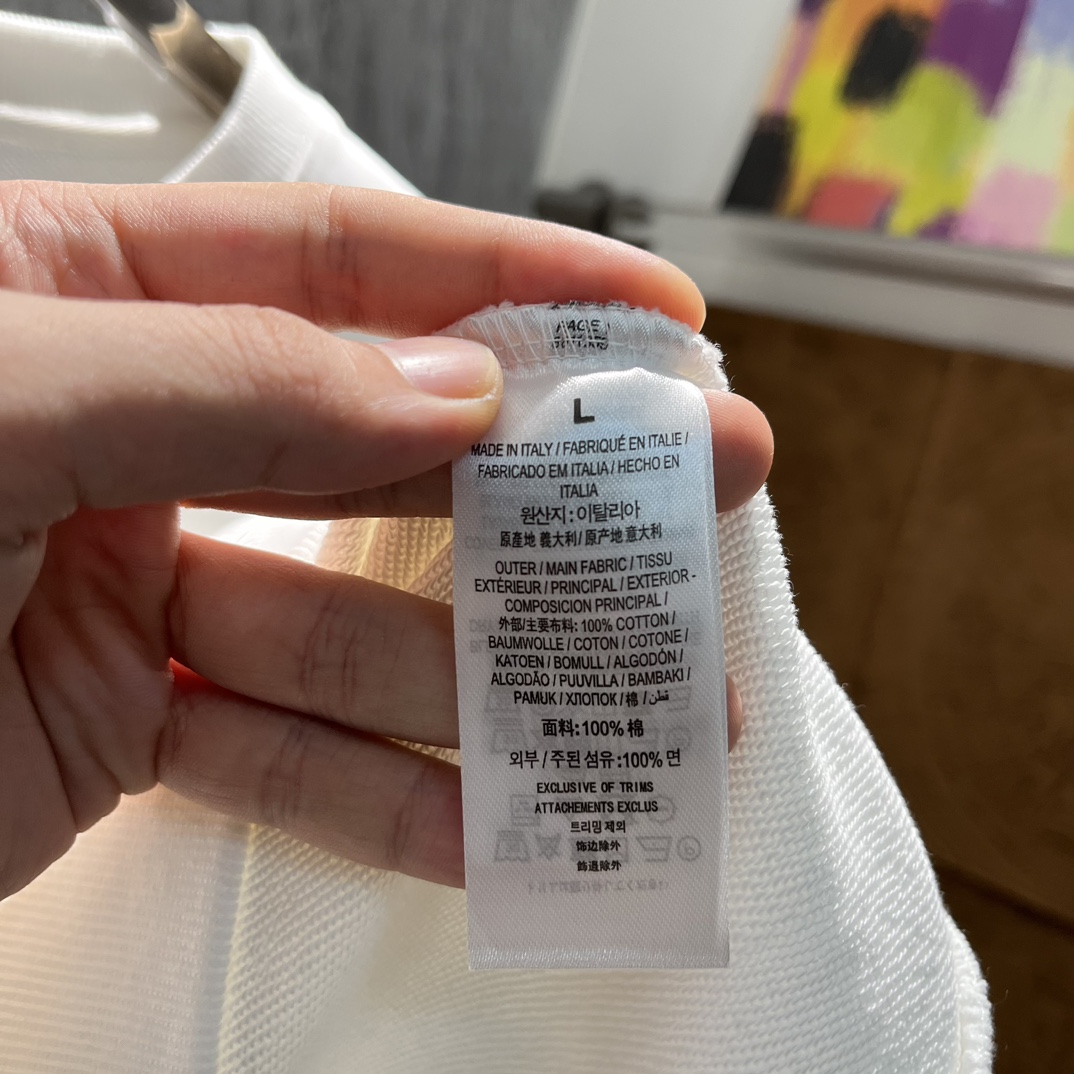 L
MADE IN ITALY / FABRIQUÉ EN ITALIE /
FABRICADO EM ITALIA / HECHO EN
ITALIA
원산지 : 이탈리아
原產地 義大利 / 原产地 意大利
OUTER / MAIN FABRIC / TISSU
EXTÉRIEUR / PRINCIPAL / EXTERIOR -
COMPOSICION PRINCIPAL /
外部/主要布料: 100% COTTON /
BAUMWOLLE / COTON / COTONE /
KATOEN / BOMULL / ALGODÓN /
ALGODÃO / PUUVILLA / BAMBAKI /
PAMUK / ХЛОПОК / 棉 / قطن
面料:100% 棉
외부 / 주된 섬유 :100% 면
EXCLUSIVE OF TRIMS
ATTACHEMENTS EXCLUS
트리밍 제외
饰边除外
飾邊除外